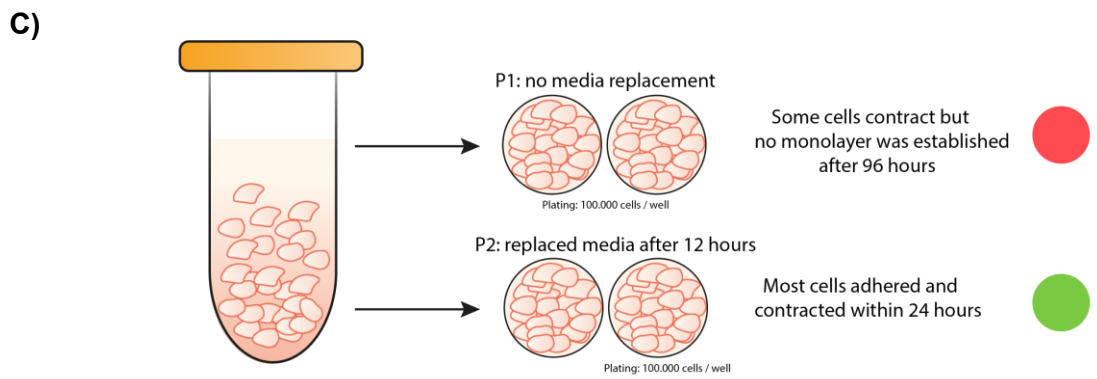 C)
P1: no media replacement
Plating: 100.000 cells / well
Some cells contract but
no monolayer was established
after 96 hours
P2: replaced media after 12 hours
Plating: 100.000 cells / well
Most cells adhered and
contracted within 24 hours